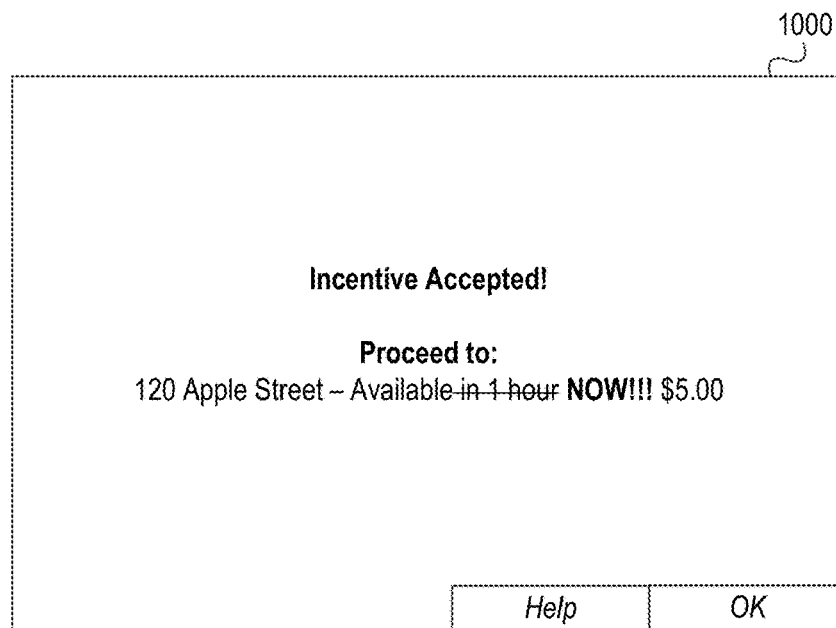 1000
Incentive Accepted!
Proceed to:
120 Apple Street – Available in 1 hour NOW!!! $5.00
Help OK